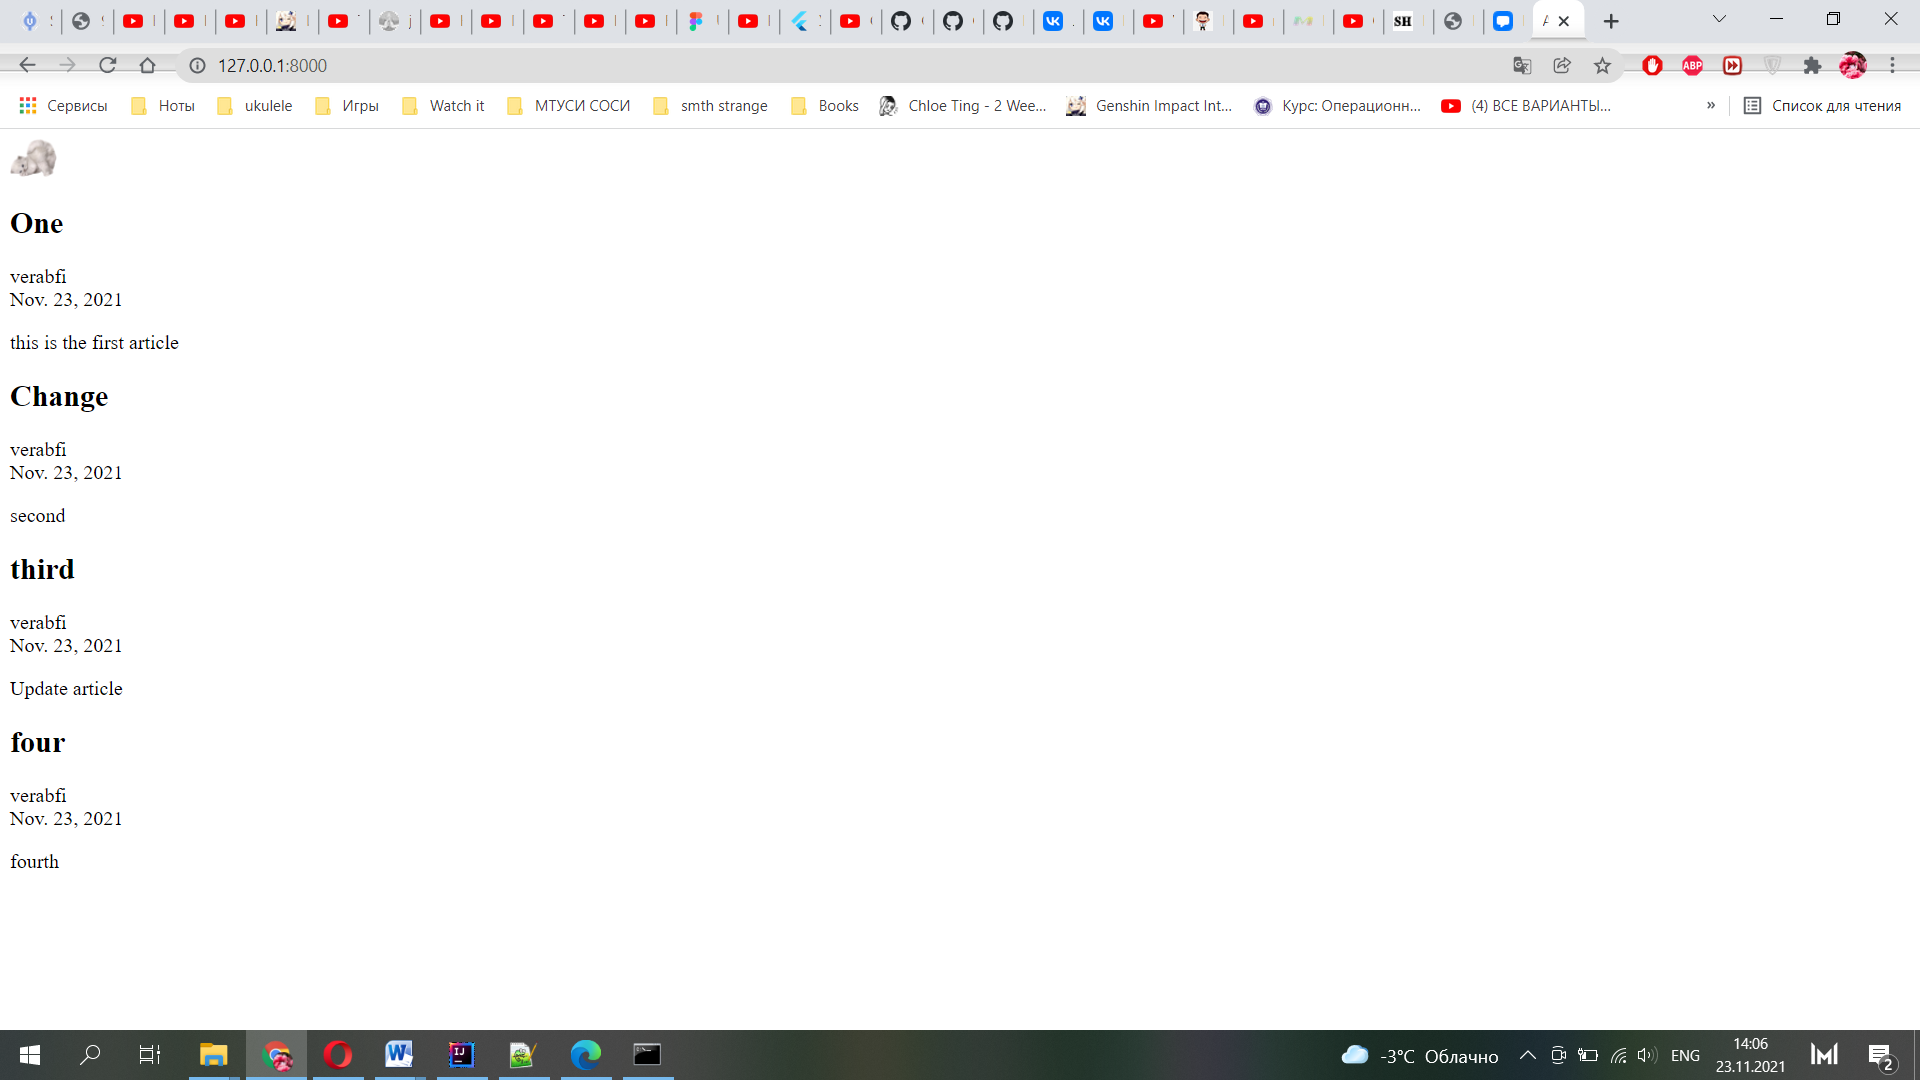 127.0.0.1:8000
Сервисы
Ноты
ukulele
Игры
Watch it
МТУСИ СОСИ
smth strange
Books
Chloe Ting - 2 Wee...
Genshin Impact Int...
Курс: Операционн...
(4) ВСЕ ВАРИАНТЫ...
»
Список для чтения
One
verabfi
Nov. 23, 2021
this is the first article
Change
verabfi
Nov. 23, 2021
second
third
verabfi
Nov. 23, 2021
Update article
four
verabfi
Nov. 23, 2021
fourth
-3°C Облачно
ENG
14:06
23.11.2021
2